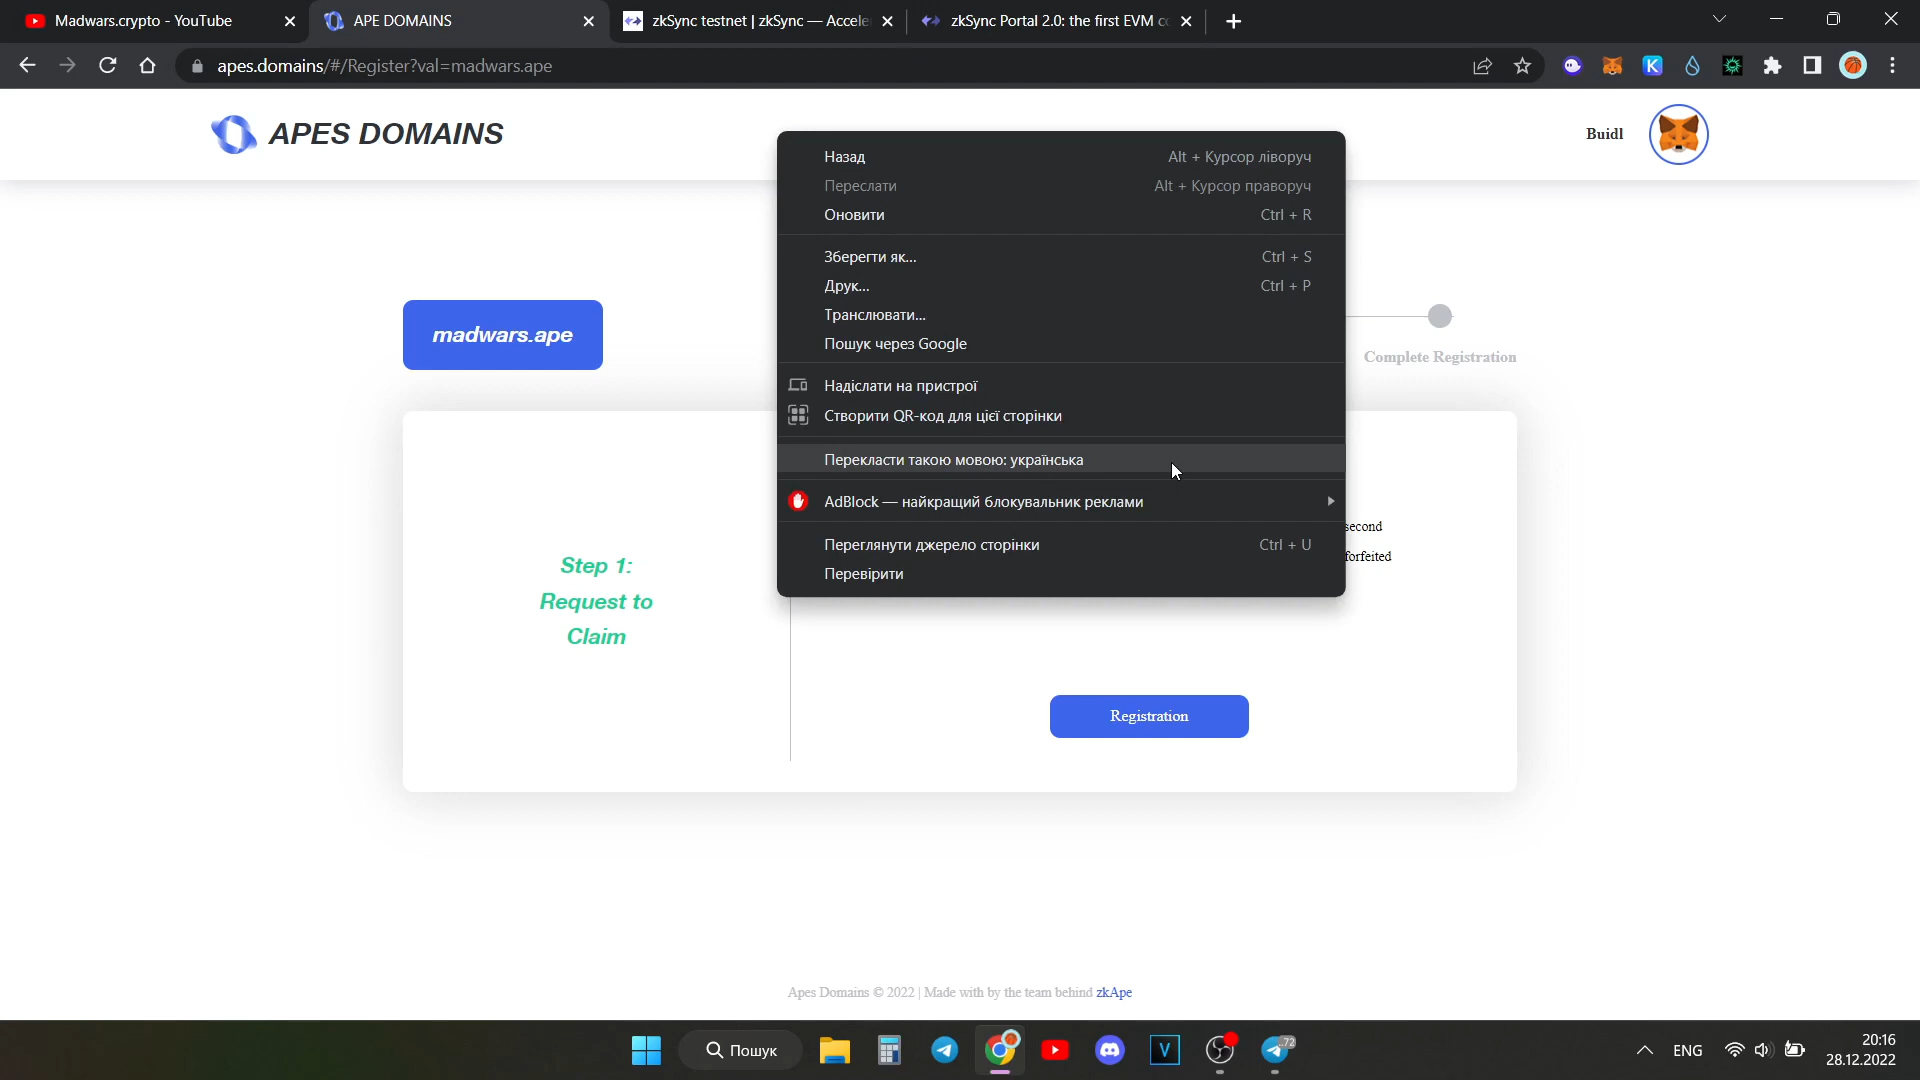 Madwars.crypto - YouTube
APE DOMAINS
zkSync testnet | zkSync — Accele
zkSync Portal 2.0: the first EVM c
apes.domains/#/Register?val=madwars.ape
APES DOMAINS
Buidl
Назад Alt + Курсор ліворуч
Переслати Alt + Курсор праворуч
Оновити Ctrl + R
Зберегти як... Ctrl + S
Друк... Ctrl + P
Транслювати...
Пошук через Google
Надіслати на пристрої
Створити QR-код для цієї сторінки
Перекласти такою мовою: українська
AdBlock — найкращий блокувальник реклами
Переглянути джерело сторінки Ctrl + U
Перевірити
madwars.ape
Complete Registration
second
forfeited
Step 1:
Request to
Claim
Registration
Apes Domains © 2022 | Made with by the team behind zkApe
Пошук
72
ENG
20:16
28.12.2022